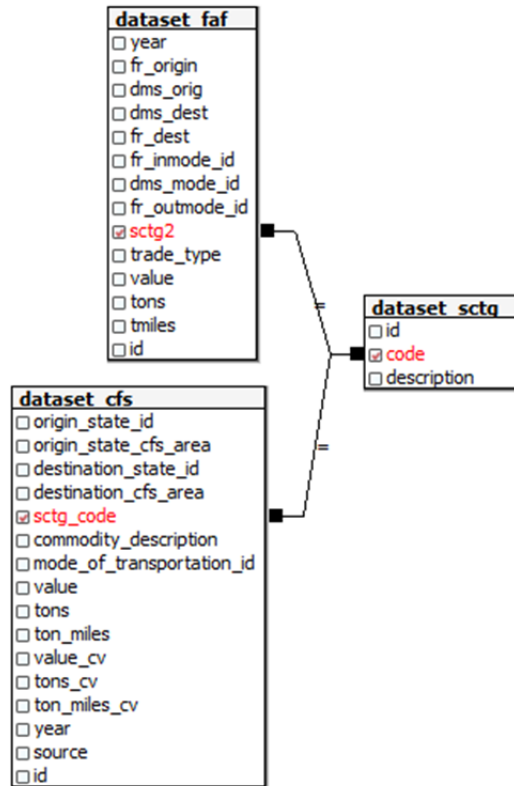 dataset_faf
year
fr_origin
dms_orig
dms_dest
fr_dest
fr_inmode_id
dms_mode_id
fr_outmode_id
sctg2
trade_type
value
tons
tmiles
id
=
dataset_sctg
id
code
description
=
dataset_cfs
origin_state_id
origin_state_cfs_area
destination_state_id
destination_cfs_area
sctg_code
commodity_description
mode_of_transportation_id
value
tons
ton_miles
value_cv
tons_cv
ton_miles_cv
year
source
id